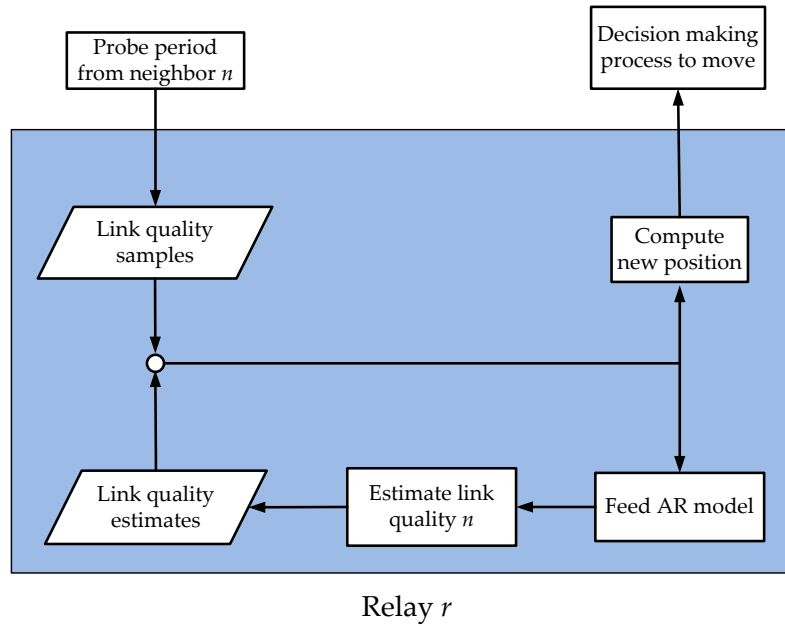 Probe period
from neighbor n
Decision making
process to move
Link quality
samples
Compute
new position
Link quality
estimates
Estimate link
quality n
Feed AR model
Relay r